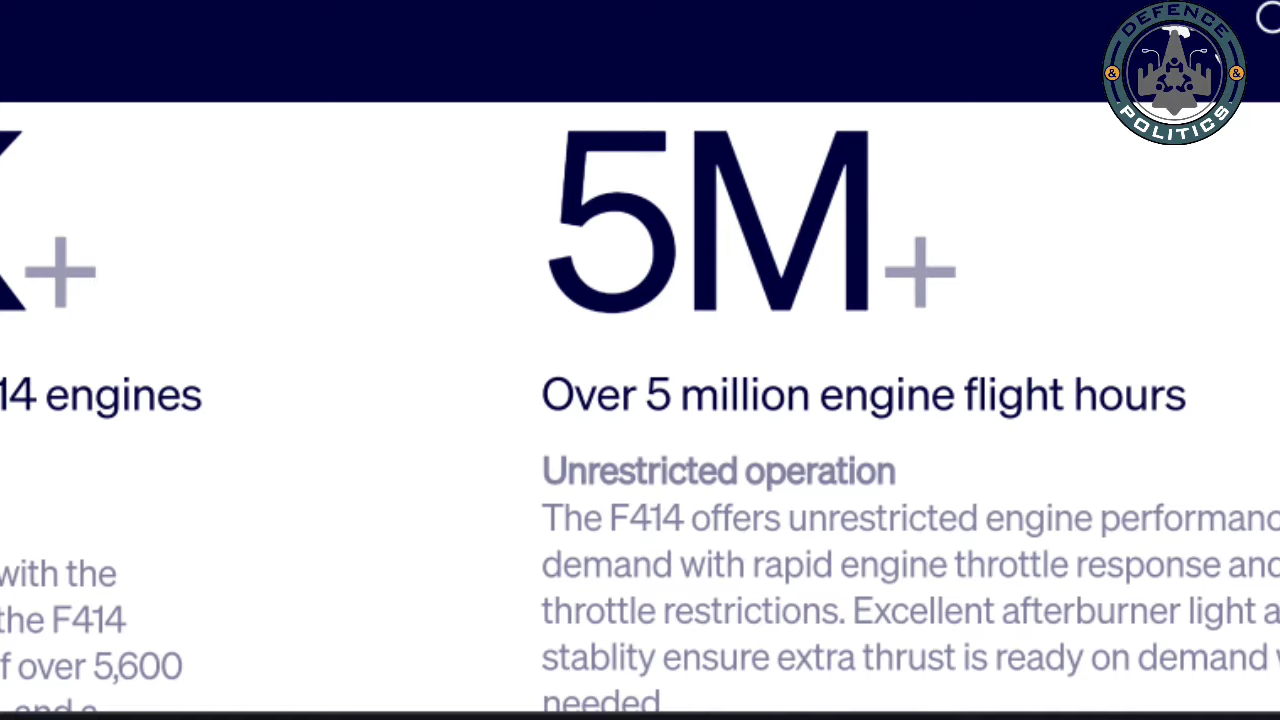 DEFENCE
&
&
POLITICS
+
14 engines
with the
the F414
f over 5,600
and a
5M+
Over 5 million engine flight hours
Unrestricted operation
The F414 offers unrestricted engine performanc
demand with rapid engine throttle response and
throttle restrictions. Excellent afterburner light a
stablity ensure extra thrust is ready on demand
needed